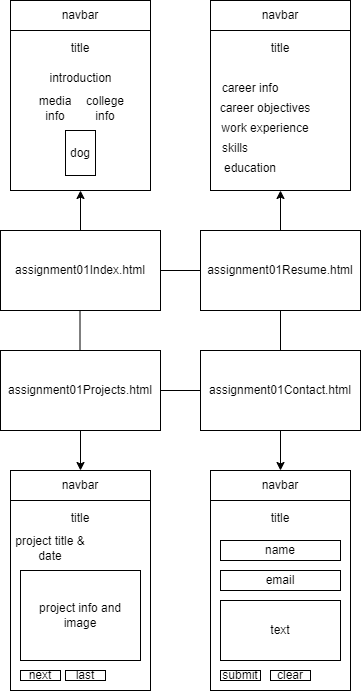 navbar
title
introduction
media info
college info
dog
navbar
title
career info
career objectives
work experience
skills
education
assignment01Index.html
assignment01Resume.html
assignment01Projects.html
assignment01Contact.html
navbar
title
project title &
date
project info and
image
next
last
navbar
title
name
email
text
submit
clear